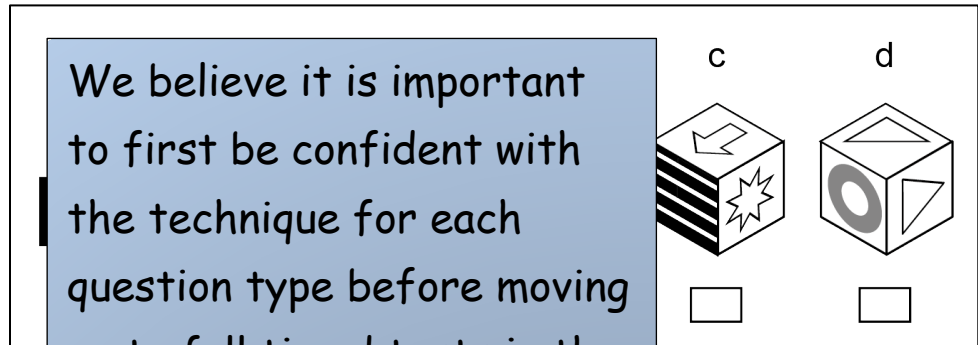 c d
We believe it is important
to first be confident with
the technique for each
question type before moving